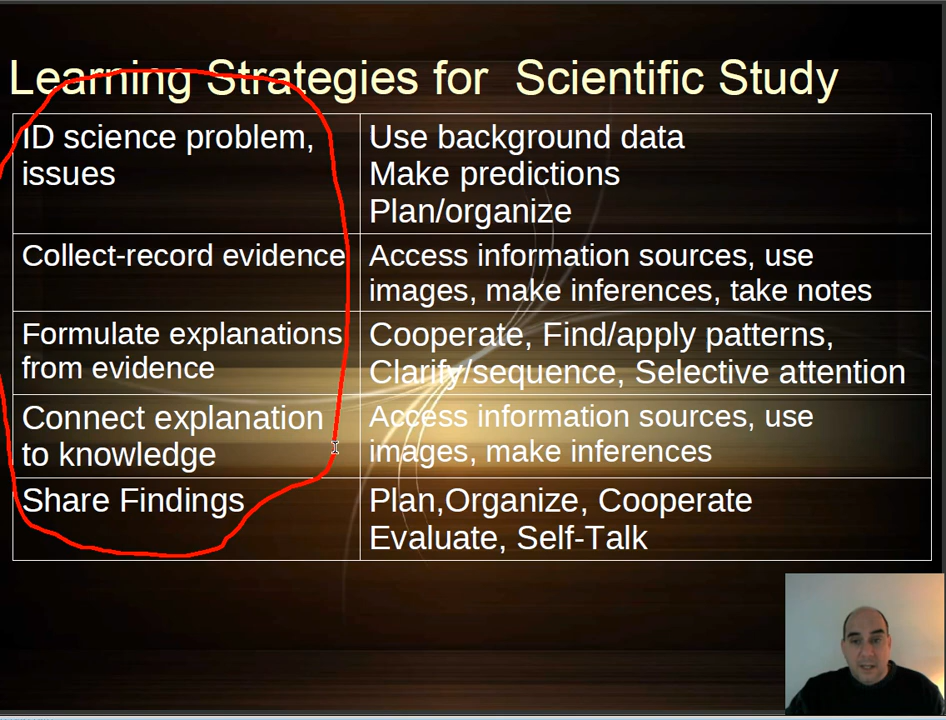 Learning Strategies for Scientific Study
ID science problem,
issues
Use background data
Make predictions
Plan/organize
Collect-record evidence
Access information sources, use
images, make inferences, take notes
Formulate explanations
from evidence
Cooperate, Find/apply patterns,
Clarify/sequence, Selective attention
Connect explanation
to knowledge
Access information sources, use
images, make inferences
Share Findings
Plan,Organize, Cooperate
Evaluate, Self-Talk